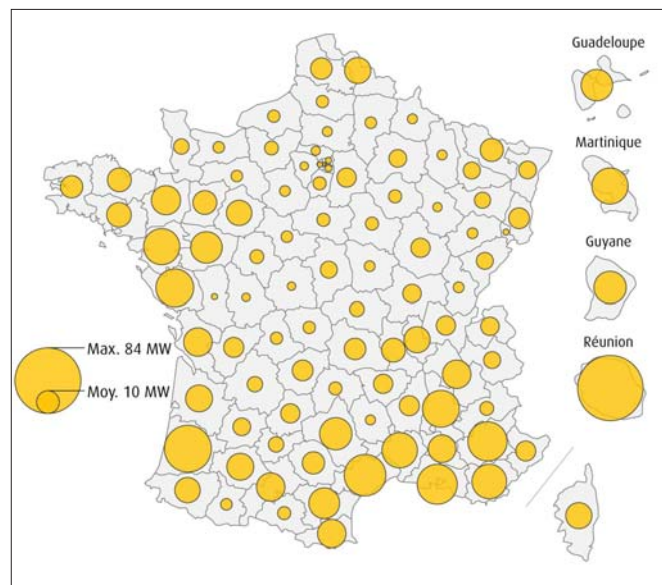 Guadeloupe
Martinique
Guyane
Réunion
Max. 84 MW
Moy. 10 MW